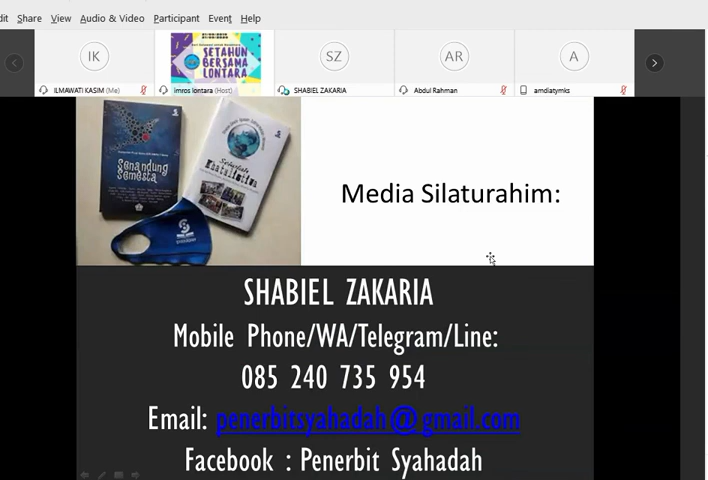 dit Share View Audio & Video Participant Event Help
IK
SETAHUN
BERSAMA
LONTARA
SZ
AR
A
ILMAWATI KASIM (Me)
Imros lontara (Host)
SHABIEL ZAKARIA
Abdul Rahman
amdiatymks
Senandung
Semesta
Media Silaturahim:
SHABIEL ZAKARIA
Mobile Phone/WA/Telegram/Line:
085 240 735 954
Email: penerbitsyahadah@gmail.com
Facebook : Penerbit Syahadah